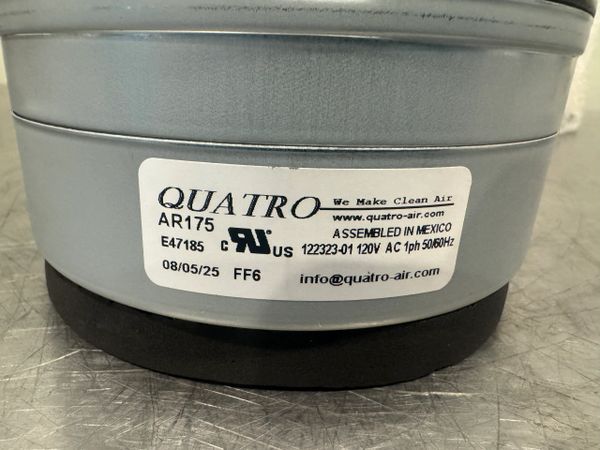 QUATRO We Make Clean Air
www.quatro-air.com
AR175
ASSEMBLED IN MEXICO
E47185 c RU US 122323-01 120V AC 1ph 50/60Hz
08/05/25 FF6 info@quatro-air.com